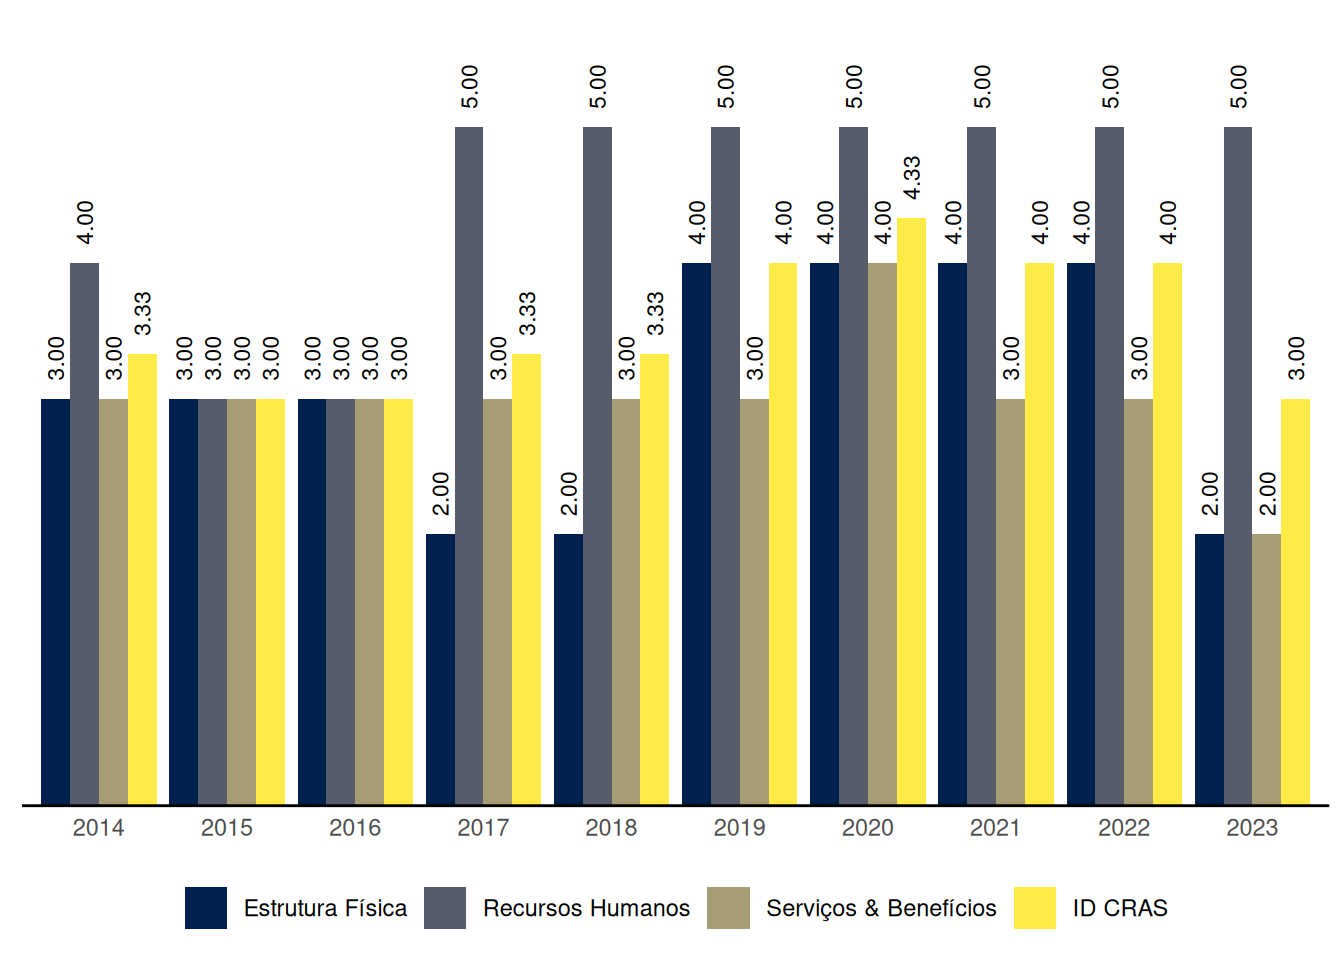 5.00 5.00 5.00 5.00 5.00 5.00 5.00
4.33
4.00 4.00 4.00 4.00 4.00 4.00 4.00 4.00 4.00
3.33 3.33 3.33
3.00 3.00 3.00 3.00 3.00 3.00 3.00 3.00 3.00 3.00 3.00 3.00 3.00 3.00 3.00 3.00
2.00 2.00 2.00 2.00
2014 2015 2016 2017 2018 2019 2020 2021 2022 2023
Estrutura Física Recursos Humanos Serviços & Benefícios ID CRAS